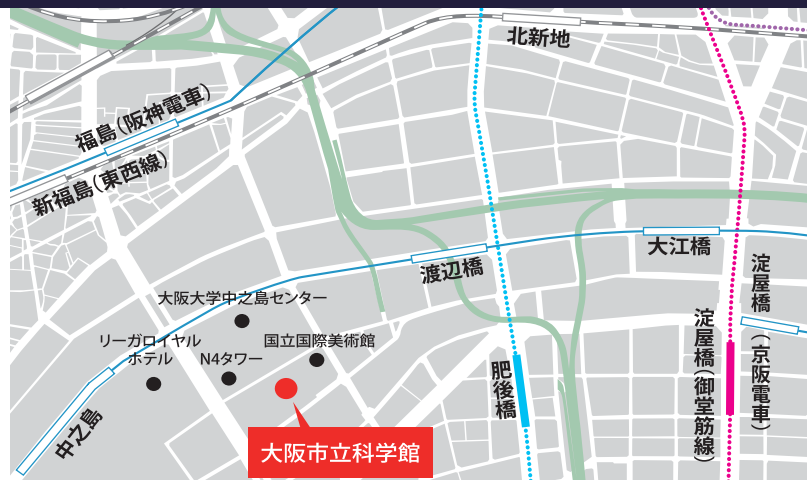 北新地
福島(阪神電車)
新福島(東西線)
大江橋
渡辺橋
淀屋橋(京阪電車)
大阪大学中之島センター
淀屋橋(御堂筋線)
リーガロイヤル
ホテル
N4タワー
国立国際美術館
肥後橋
中之島
大阪市立科学館